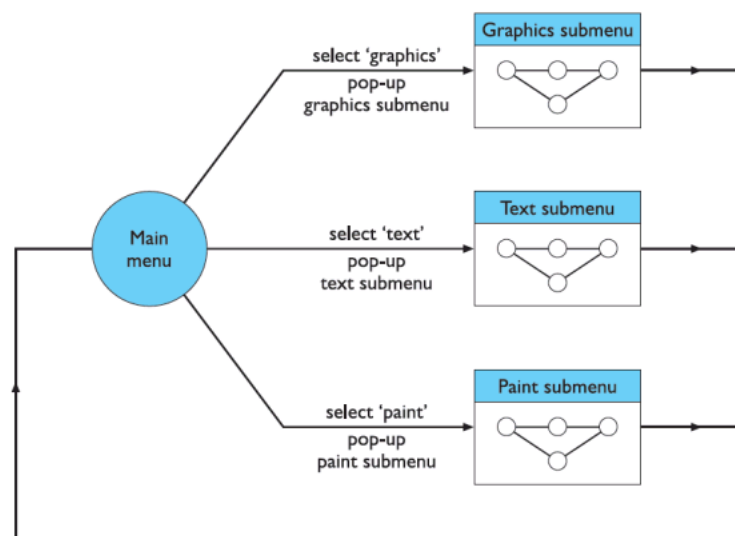 Graphics submenu
select ‘graphics’
pop-up
graphics submenu
Main
menu
Text submenu
select ‘text’
pop-up
text submenu
Paint submenu
select ‘paint’
pop-up
paint submenu